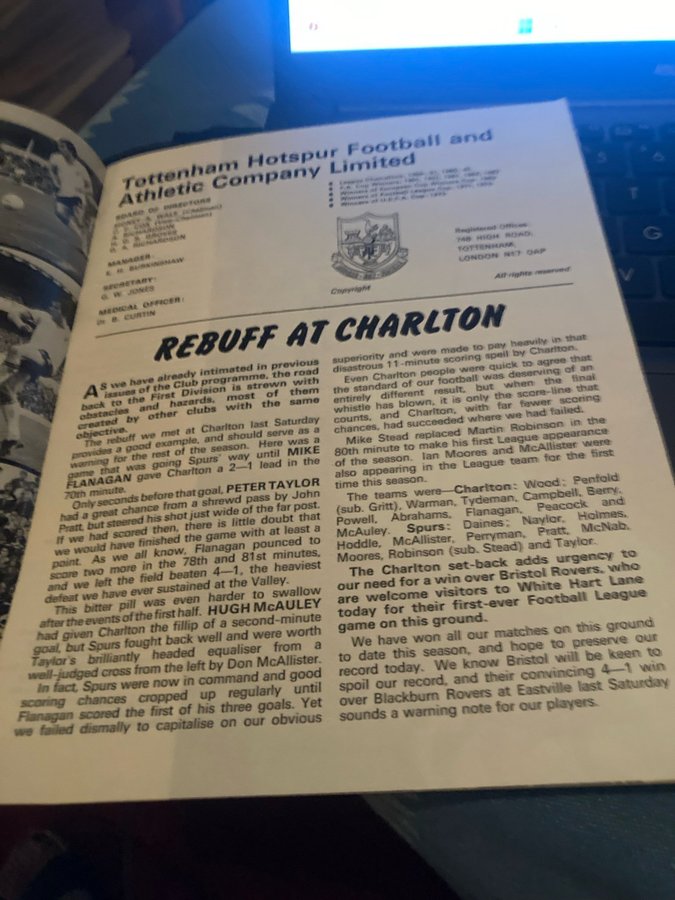 Tottenham Hotspur Football and
Athletic Company Limited
BOARD OF DIRECTORS
SIDNEY A. WALE (Chairman)
C. F. COX (Vice-Chairman)
A. RICHARDSON
H. G. S. GROVES
G. A. RICHARDSON
MANAGER:
K. H. BURKINSHAW
SECRETARY:
G. W. JONES
MEDICAL OFFICER:
Dr. B. CURTIN
Copyright
Registered Offices:
748 HIGH ROAD,
TOTTENHAM,
LONDON N17 0AP
All rights reserved
REBUFF AT CHARLTON
AS we have already intimated in previous
issues of the Club programme, the road
back to the First Division is strewn with
obstacles and hazards, most of them
created by other clubs with the same
objective.
The rebuff we met at Charlton last Saturday
provides a good example, and should serve as a
warning for the rest of the season. Here was a
game that was going Spurs' way until MIKE
FLANAGAN gave Charlton a 2—1 lead in the
70th minute.
Only seconds before that goal, PETER TAYLOR
had a great chance from a shrewd pass by John
Pratt, but steered his shot just wide of the far post.
If we had scored then, there is little doubt that
we would have finished the game with at least a
point. As we all know, Flanagan pounced to
score two more in the 78th and 81st minutes,
and we left the field beaten 4—1, the heaviest
defeat we have ever sustained at the Valley.
This bitter pill was even harder to swallow
after the events of the first half. HUGH McAULEY
had given Charlton the fillip of a second-minute
goal, but Spurs fought back well and were worth
Taylor's brilliantly headed equaliser from a
well-judged cross from the left by Don McAllister.
In fact, Spurs were now in command and good
scoring chances cropped up regularly until
Flanagan scored the first of his three goals. Yet
we failed dismally to capitalise on our obvious
superiority and were made to pay heavily in that
disastrous 11-minute scoring spell by Charlton.
Even Charlton people were quick to agree that
the standard of our football was deserving of an
entirely different result, but when the final
whistle has blown, it is only the score-line that
counts, and Charlton, with far fewer scoring
chances, had succeeded where we had failed.
Mike Stead replaced Martin Robinson in the
80th minute to make his first League appearance
of the season. Ian Moores and McAllister were
also appearing in the League team for the first
time this season.
The teams were—Charlton: Wood; Penfold
(sub. Gritt), Warman, Tydeman, Campbell, Berry,
Powell, Abrahams, Flanagan, Peacock and
McAuley. Spurs: Daines; Naylor, Holmes,
Hoddle, McAllister, Perryman, Pratt, McNab,
Moores, Robinson (sub. Stead) and Taylor.
The Charlton set-back adds urgency to
our need for a win over Bristol Rovers, who
are welcome visitors to White Hart Lane
today for their first-ever Football League
game on this ground.
We have won all our matches on this ground
to date this season, and hope to preserve our
record today. We know Bristol will be keen to
spoil our record, and their convincing 4—1 win
over Blackburn Rovers at Eastville last Saturday
sounds a warning note for our players.
T
G
V